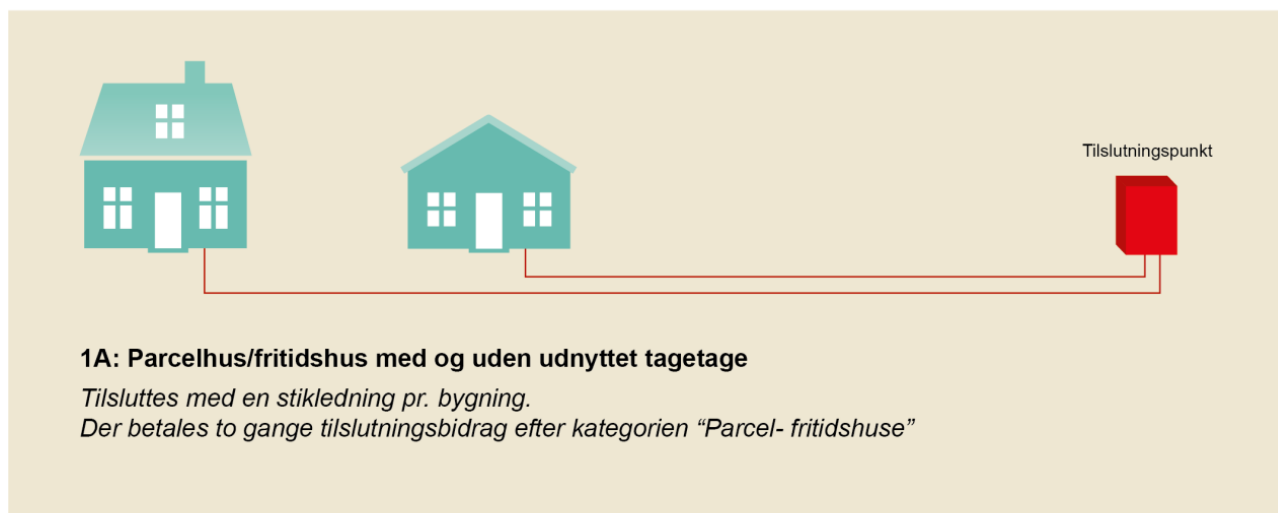 Tilslutningspunkt
1A: Parcelhus/fritidshus med og uden udnyttet tagetage
Tilsluttes med en stikledning pr. bygning.
Der betales to gange tilslutningsbidrag efter kategorien “Parcel- fritidshuse”